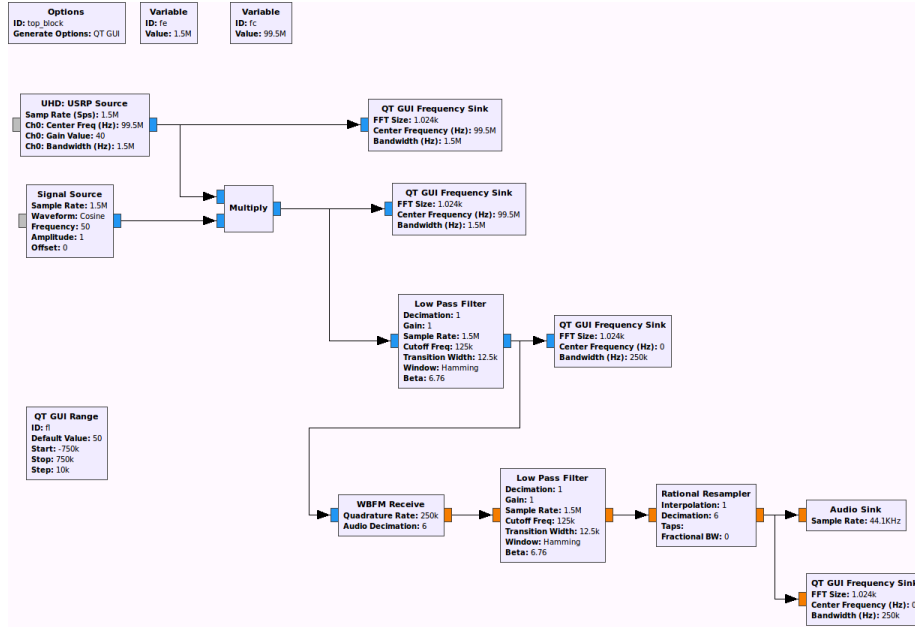 Options
ID: top_block
Generate Options: QT GUI
Variable
ID: fe
Value: 1.5M
Variable
ID: fc
Value: 99.5M
UHD: USRP Source
Samp Rate (Sps): 1.5M
Ch0: Center Freq (Hz): 99.5M
Ch0: Gain Value: 40
Ch0: Bandwidth (Hz): 1.5M
QT GUI Frequency Sink
FFT Size: 1.024k
Center Frequency (Hz): 99.5M
Bandwidth (Hz): 1.5M
Signal Source
Sample Rate: 1.5M
Waveform: Cosine
Frequency: 50
Amplitude: 1
Offset: 0
Multiply
QT GUI Frequency Sink
FFT Size: 1.024k
Center Frequency (Hz): 99.5M
Bandwidth (Hz): 1.5M
Low Pass Filter
Decimation: 1
Gain: 1
Sample Rate: 1.5M
Cutoff Freq: 125k
Transition Width: 12.5k
Window: Hamming
Beta: 6.76
QT GUI Frequency Sink
FFT Size: 1.024k
Center Frequency (Hz): 0
Bandwidth (Hz): 250k
QT GUI Range
ID: fl
Default Value: 50
Start: -750k
Stop: 750k
Step: 10k
WBFM Receive
Quadrature Rate: 250k
Audio Decimation: 6
Low Pass Filter
Decimation: 1
Gain: 1
Sample Rate: 1.5M
Cutoff Freq: 125k
Transition Width: 12.5k
Window: Hamming
Beta: 6.76
Rational Resampler
Interpolation: 1
Decimation: 6
Taps:
Fractional BW: 0
Audio Sink
Sample Rate: 44.1KHz
QT GUI Frequency Sink
FFT Size: 1.024k
Center Frequency (Hz): 0
Bandwidth (Hz): 250k